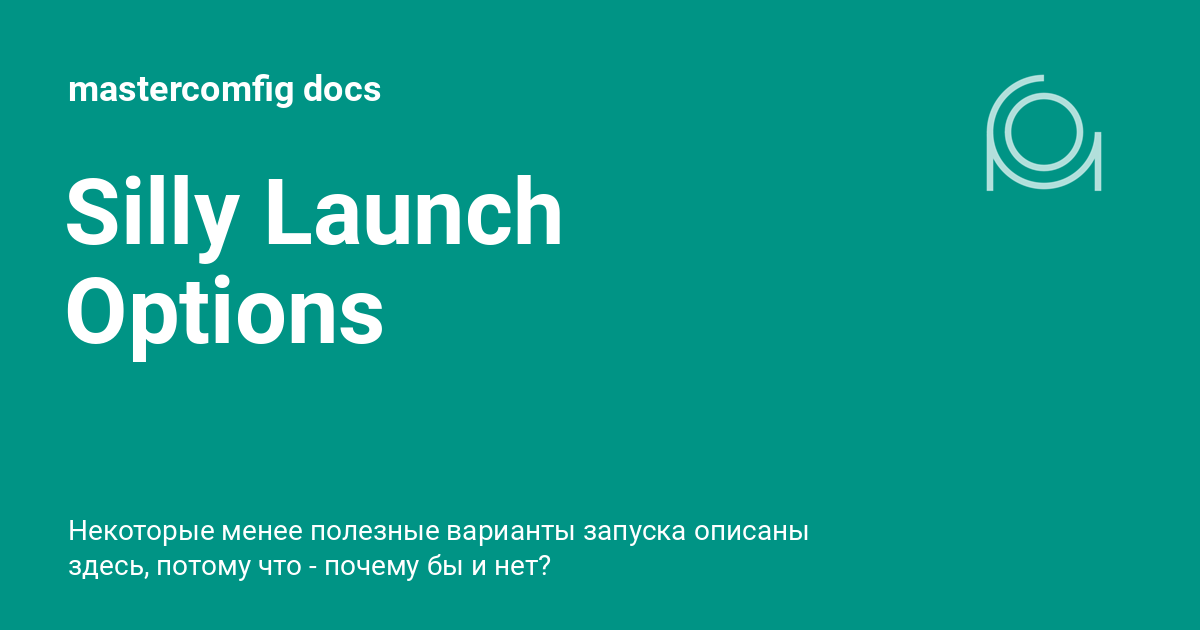 mastercomfig docs
Silly Launch
Options
Некоторые менее полезные варианты запуска описаны
здесь, потому что - почему бы и нет?